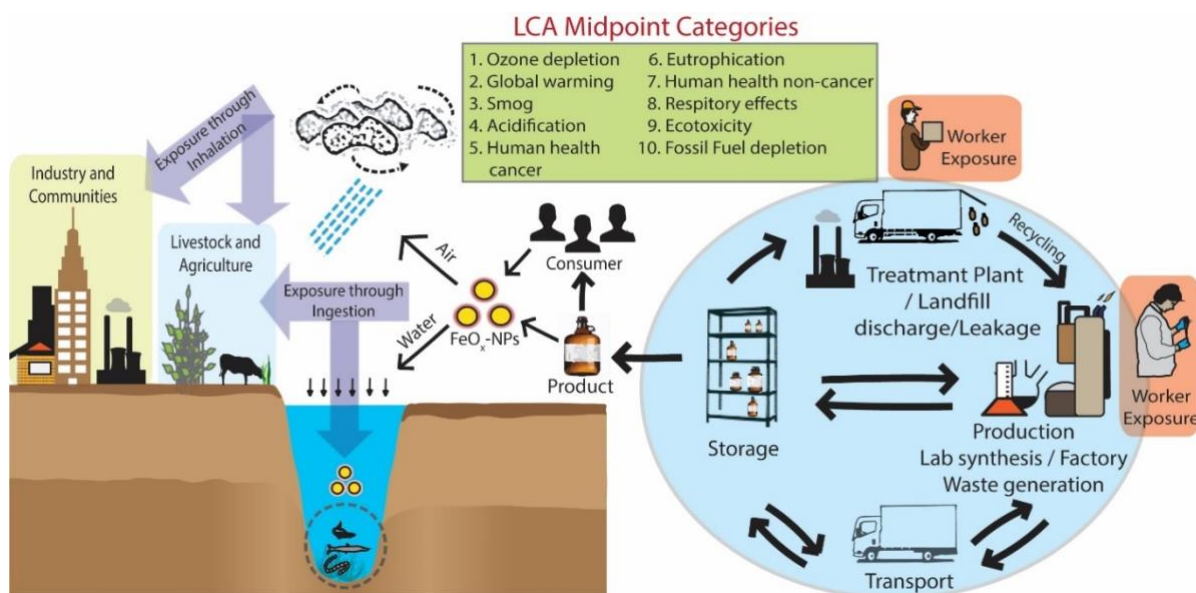 LCA Midpoint Categories
1. Ozone depletion
2. Global warming
3. Smog
4. Acidification
5. Human health
cancer
6. Eutrophication
7. Human health non-cancer
8. Respitory effects
9. Ecotoxicity
10. Fossil Fuel depletion
Exposure through
Inhalation
Industry and
Communities
Livestock and
Agriculture
Exposure through
Ingestion
Air
Water
FeOx-NPs
Consumer
Product
Worker
Exposure
Recycling
Treatmant Plant
/ Landfill
discharge/Leakage
Storage
Production
Lab synthesis / Factory
Waste generation
Worker
Exposure
Transport